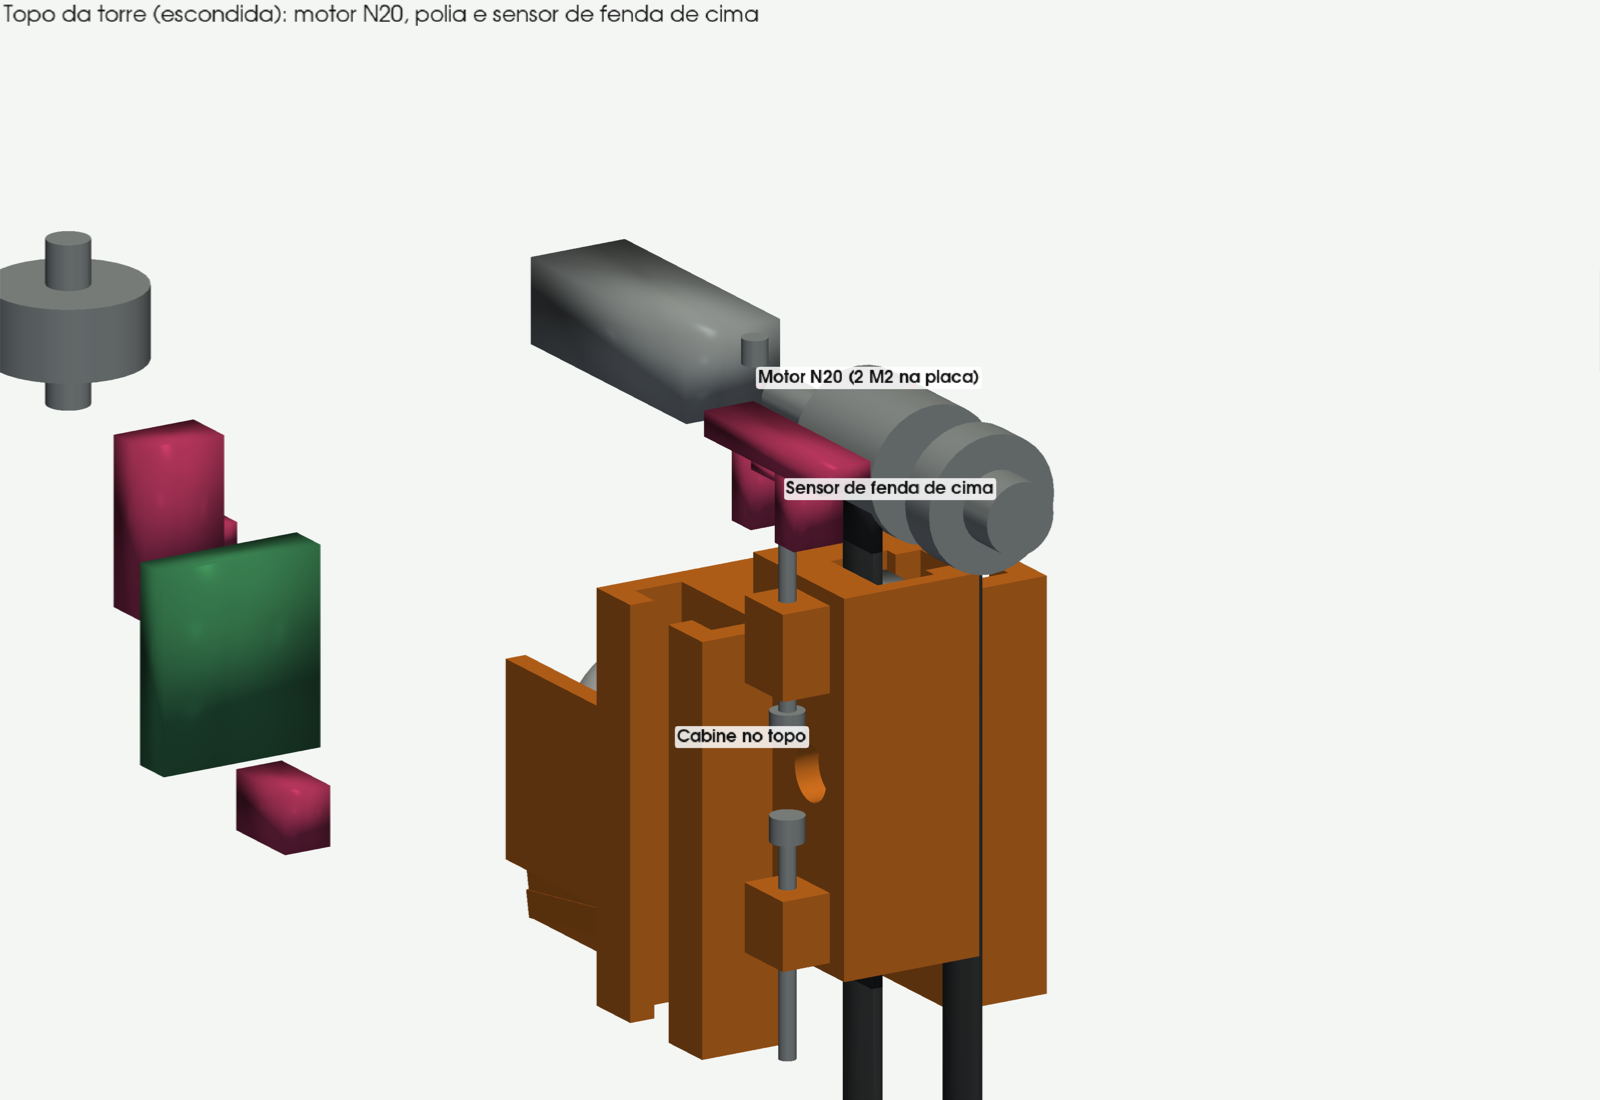 Topo da torre (escondida): motor N20, polia e sensor de fenda de cima
Motor N20 (2 M2 na placa)
Sensor de fenda de cima
Cabine no topo